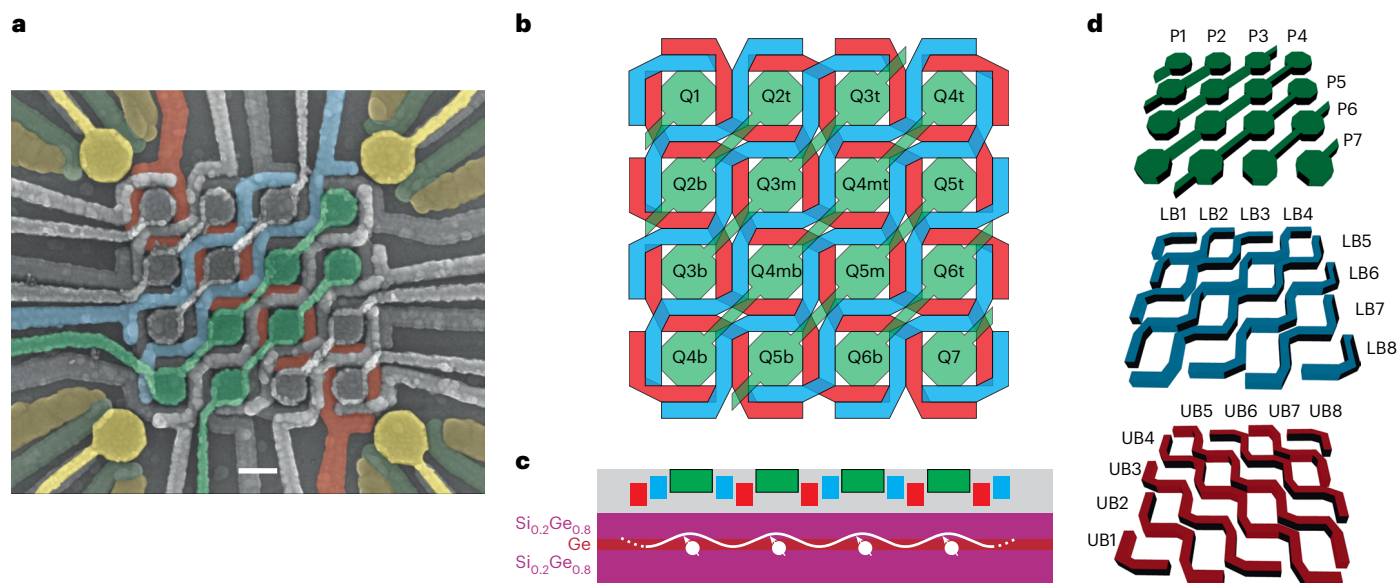 a
b
Q1 Q2t Q3t Q4t
Q2b Q3m Q4mt Q5t
Q3b Q4mb Q5m Q6t
Q4b Q5b Q6b Q7
c
Si0.2Ge0.8
Ge
Si0.2Ge0.8
d
P1 P2 P3 P4
P5
P6
P7
LB1 LB2 LB3 LB4
LB5
LB6
LB7
LB8
UB5 UB6 UB7 UB8
UB4
UB3
UB2
UB1